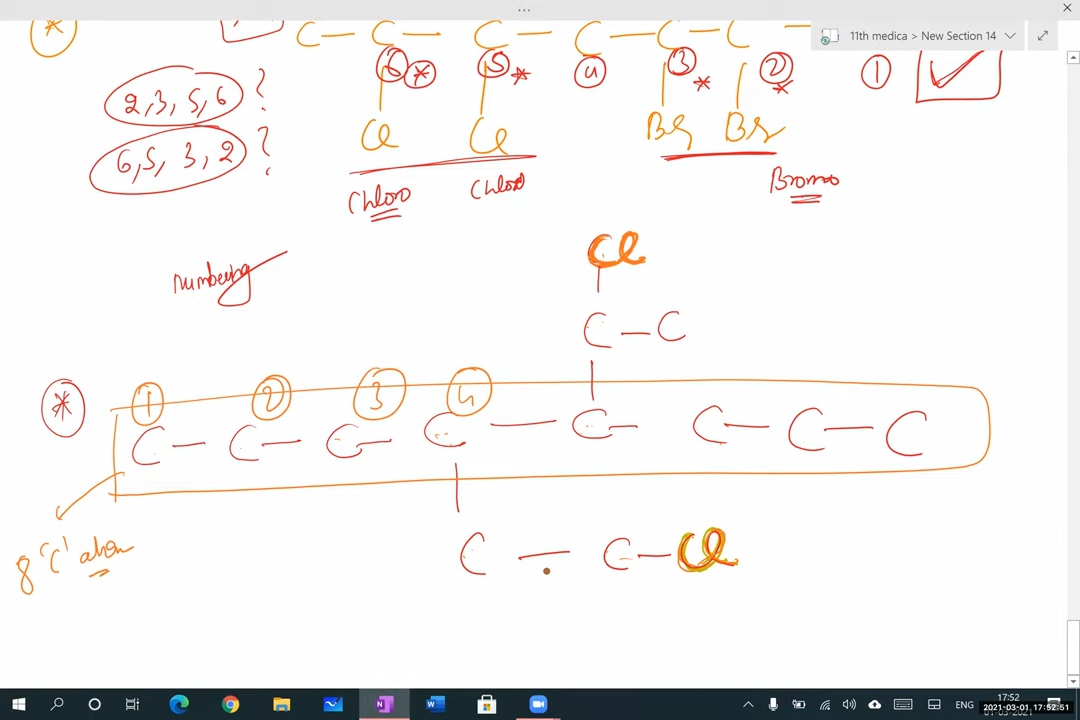 11th medica > New Section 14
C — C — C — C — C — C —
6 * 5 * 4 3 * 2 * 1
2,3,5,6 ?
6,5,3,2 ?
Cl Cl Br Br
Chloro Chloro Bromo
numbering
Cl
C — C
* 1 2 3 4
C — C — C — C — C — C — C — C
8 'C' atom
C — C — Cl
17:52
ENG
2021-03-01 17:52:51